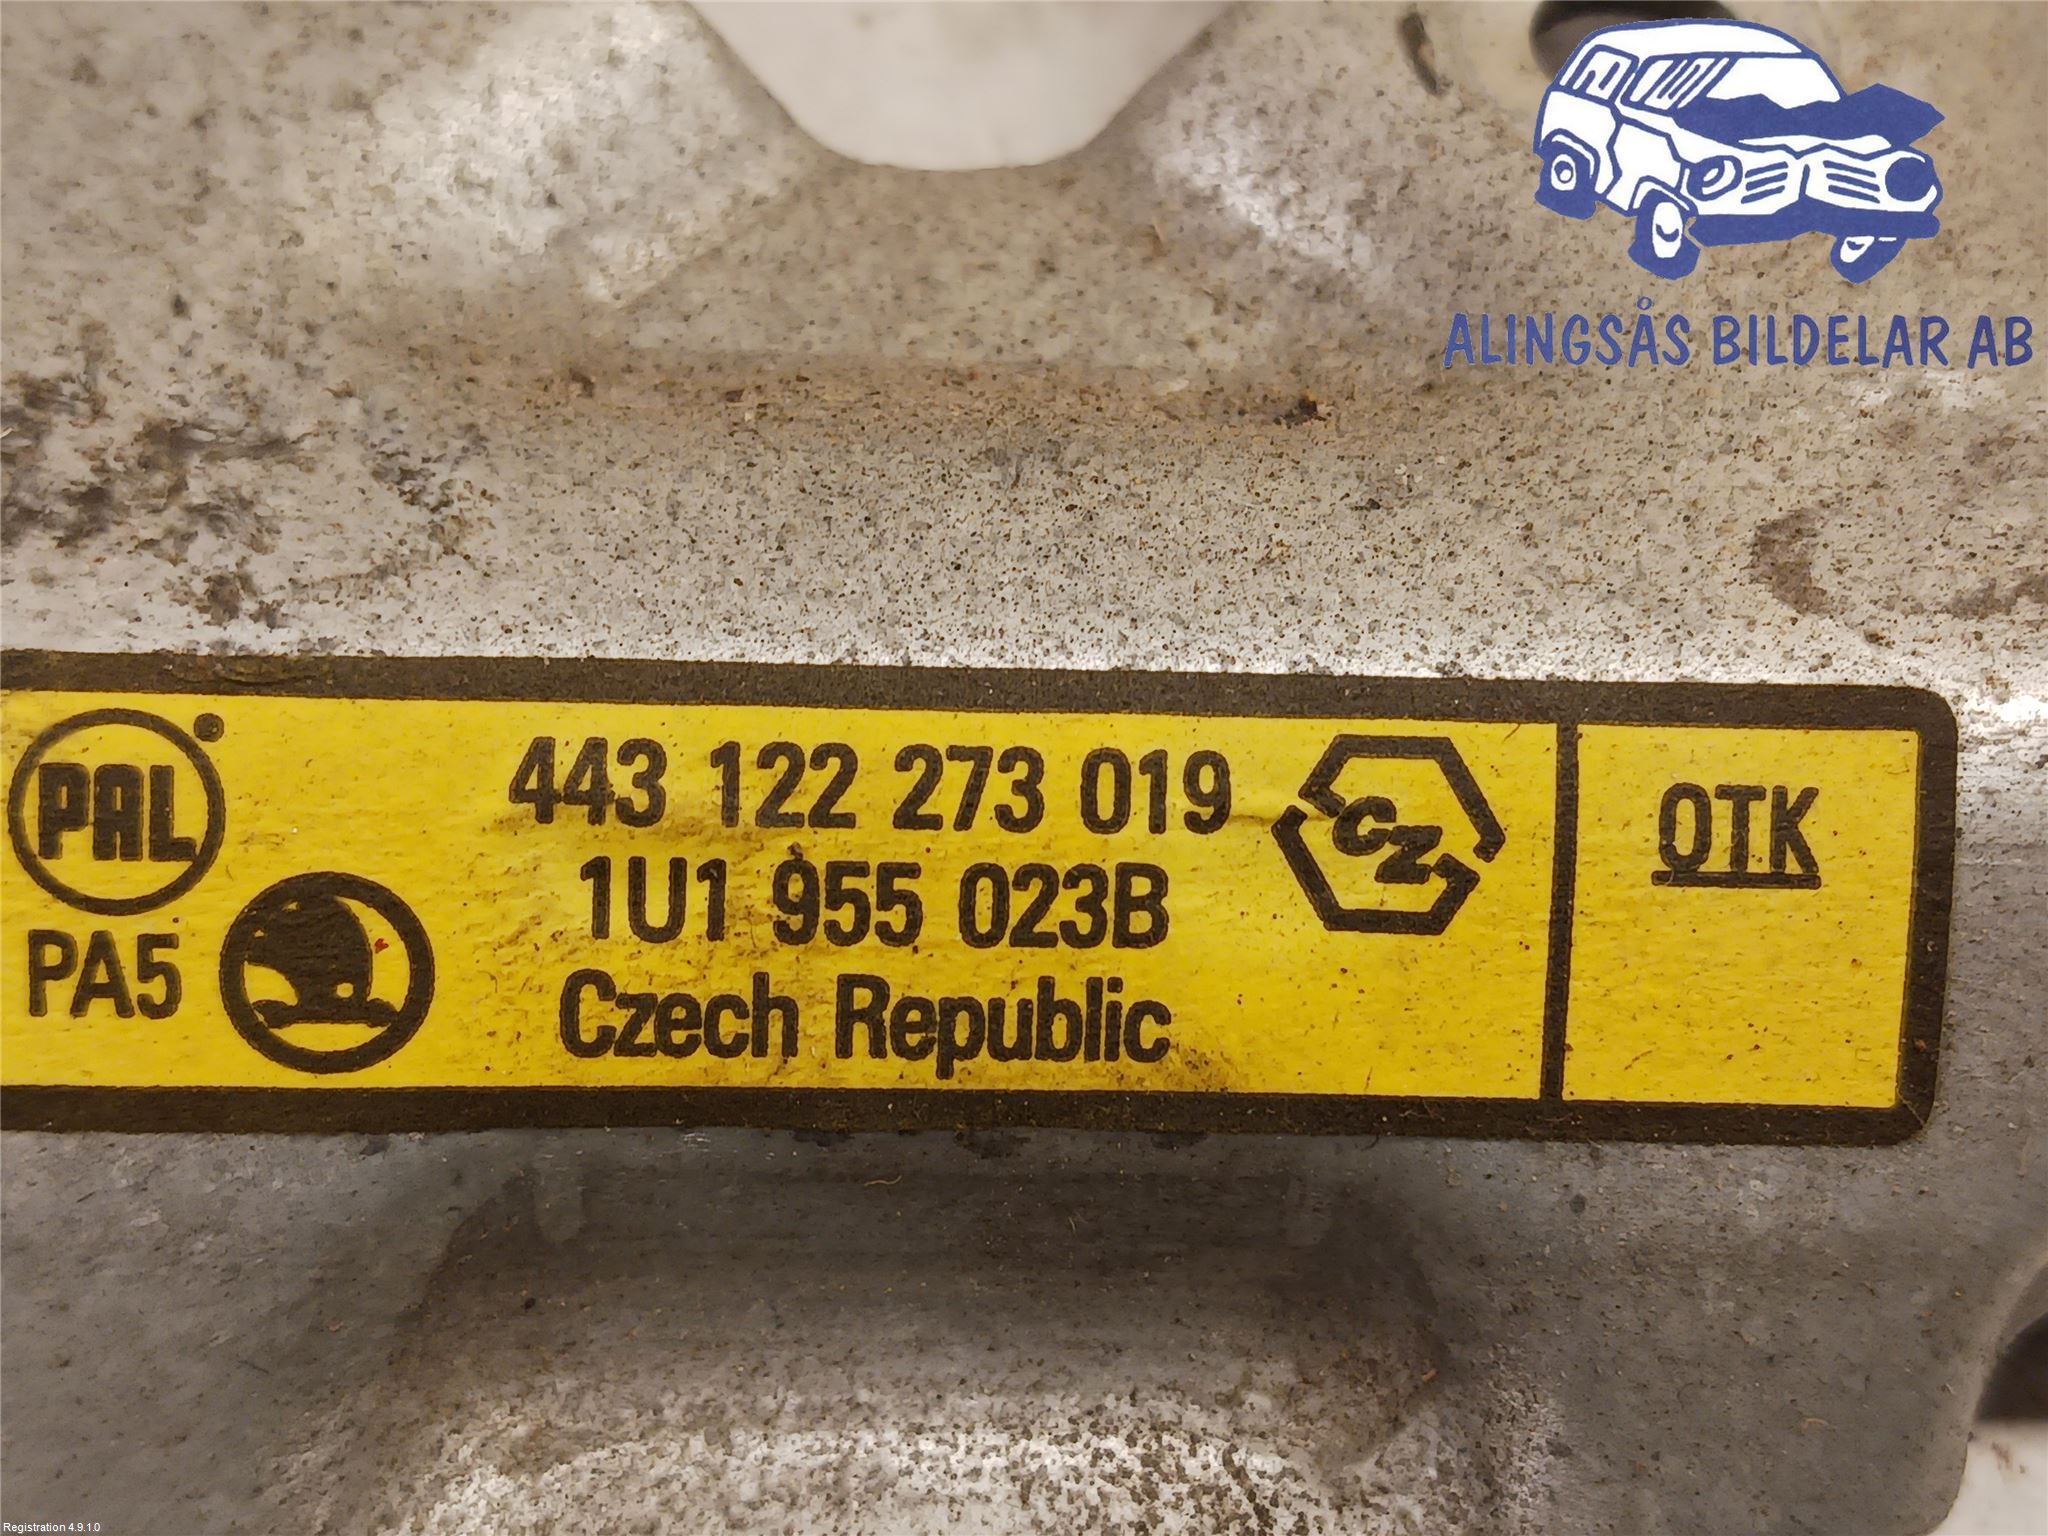 ALINGSÅS BILDELAR AB
PAL
443 122 273 019
CZ
OTK
1U1 955 023B
PA5
Czech Republic
Registration 4.9.1.0